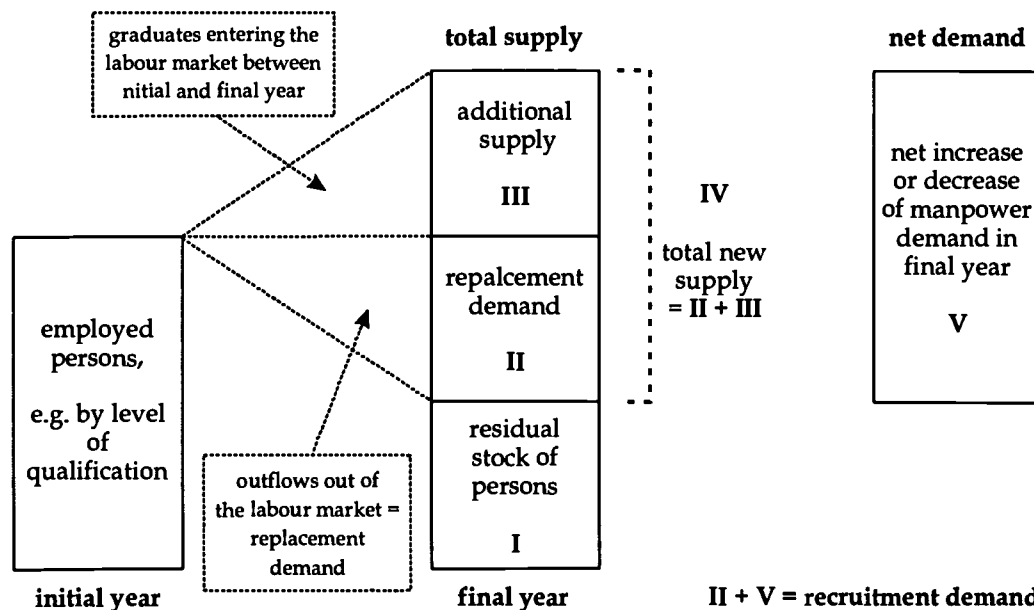 graduates entering the
labour market between
nitial and final year
total supply
net demand
additional
supply
III
IV
total new
supply
= II + III
net increase
or decrease
of manpower
demand in
final year
V
employed
persons,
e.g. by level
of
qualification
repalcement
demand
II
outflows out of
the labour market =
replacement
demand
residual
stock of
persons
I
initial year
final year
II + V = recruitment demand